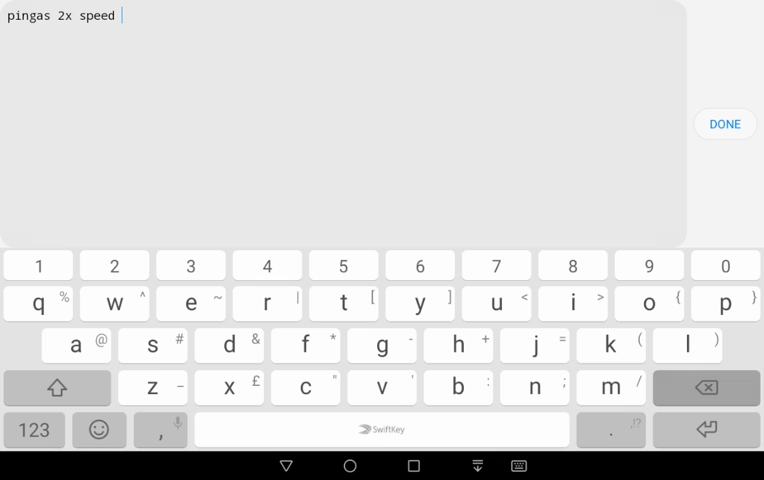 pingas 2x speed
DONE
1 2 3 4 5 6 7 8 9 0
q % w ^ e ~ r | t [ y ] u < i > o { p }
a @ s # d & f * g - h + j = k ( l )
z _ x £ c " v ' b : n ; m /
123 , SwiftKey . ,!?